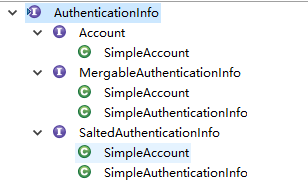 AuthenticationInfo
Account
SimpleAccount
MergableAuthenticationInfo
SimpleAccount
SimpleAuthenticationInfo
SaltedAuthenticationInfo
SimpleAccount
SimpleAuthenticationInfo